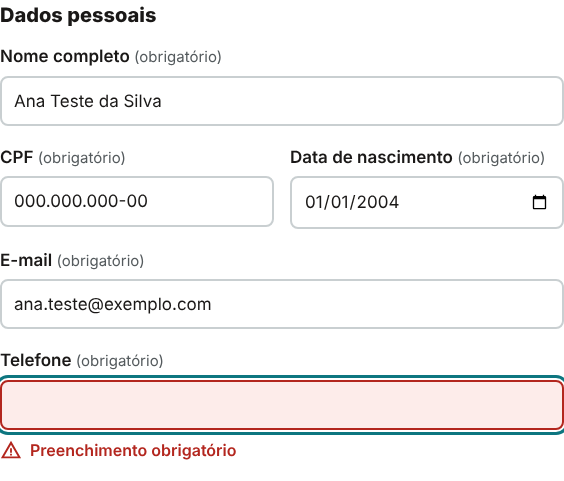 Dados pessoais
Nome completo (obrigatório)
Ana Teste da Silva
CPF (obrigatório) Data de nascimento (obrigatório)
000.000.000-00 01/01/2004
E-mail (obrigatório)
ana.teste@exemplo.com
Telefone (obrigatório)
Preenchimento obrigatório